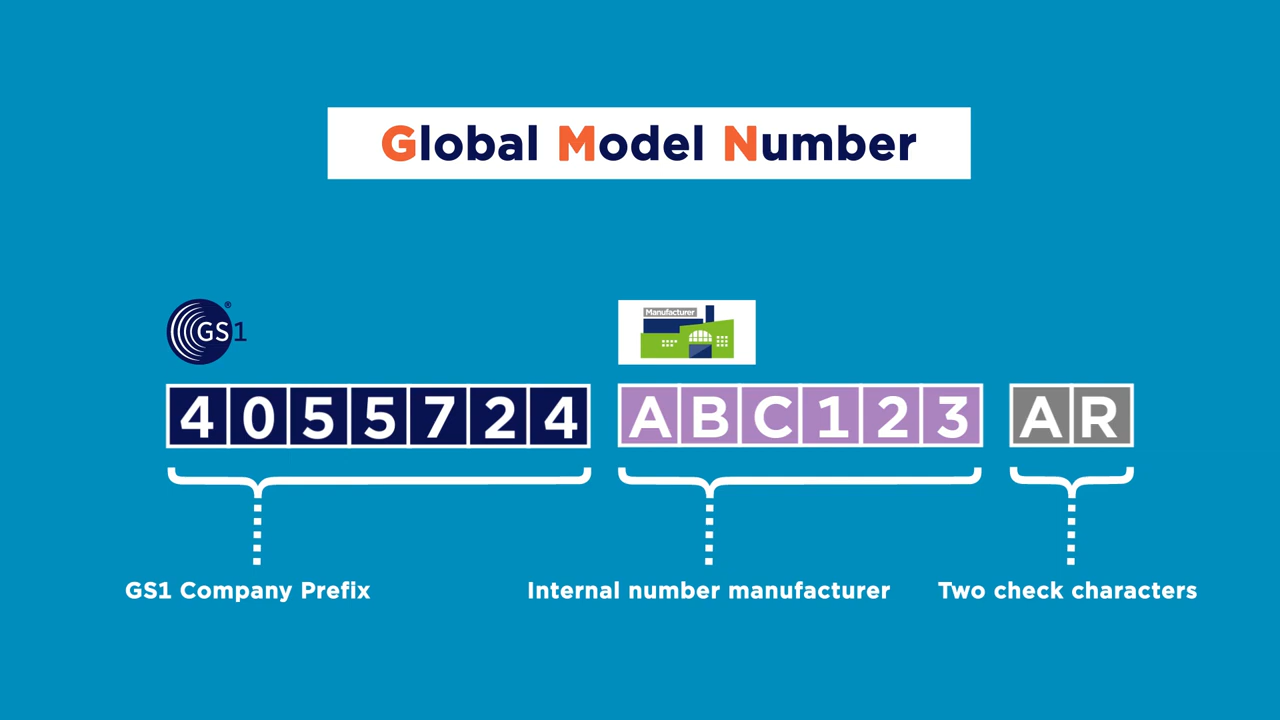 Global Model Number
GS1®
Manufacturer
4055724 ABC123 AR
GS1 Company Prefix
Internal number manufacturer
Two check characters